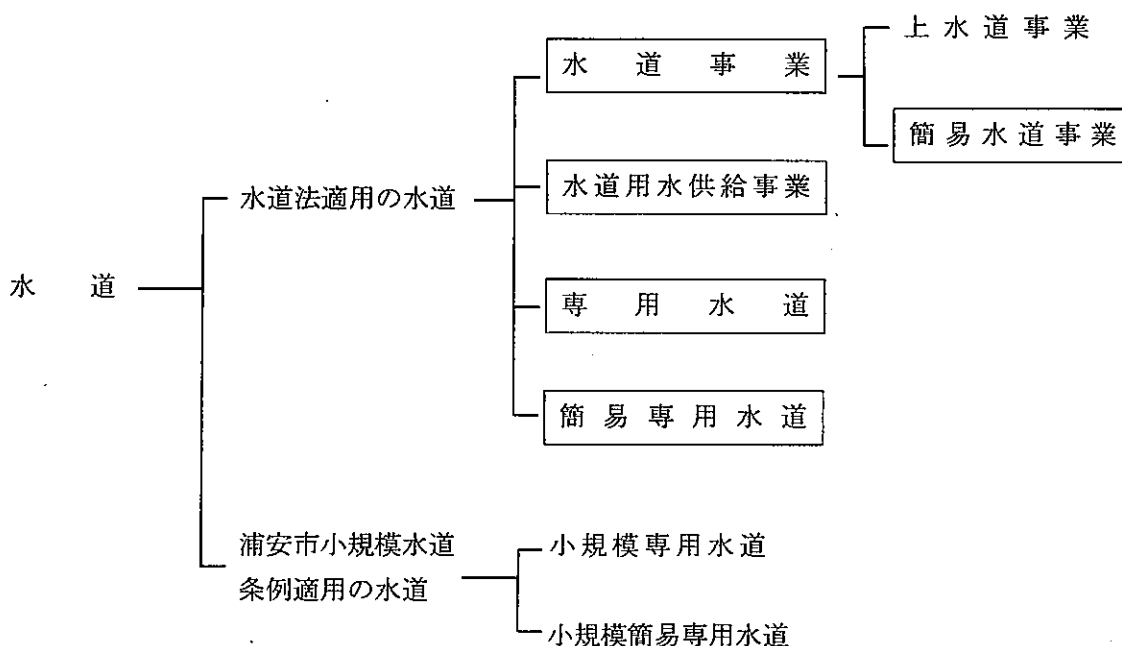 上水道事業
水道事業
簡易水道事業
水道用水供給事業
水道法適用の水道
水道
専用水道
簡易専用水道
浦安市小規模水道
条例適用の水道
小規模専用水道
小規模簡易専用水道